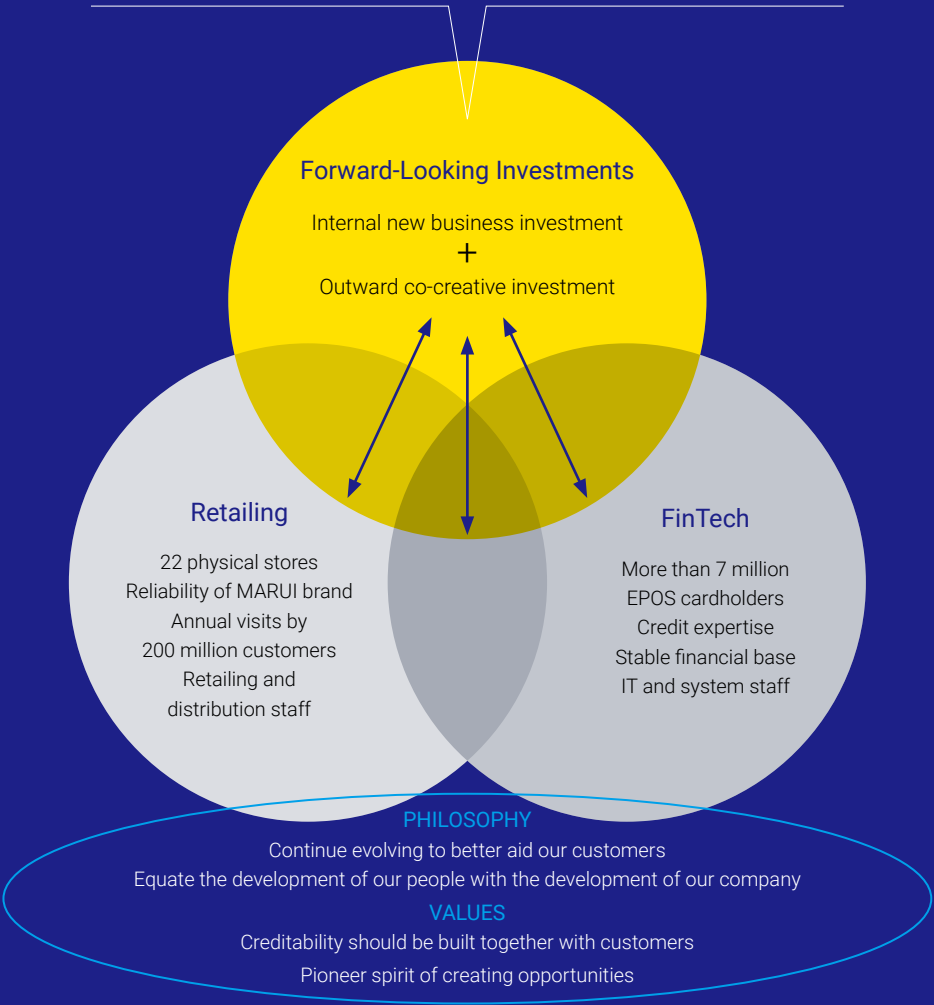 Forward-Looking Investments
Internal new business investment
+
Outward co-creative investment
Retailing
22 physical stores
Reliability of MARUI brand
Annual visits by
200 million customers
Retailing and
distribution staff
FinTech
More than 7 million
EPOS cardholders
Credit expertise
Stable financial base
IT and system staff
PHILOSOPHY
Continue evolving to better aid our customers
Equate the development of our people with the development of our company
VALUES
Creditability should be built together with customers
Pioneer spirit of creating opportunities